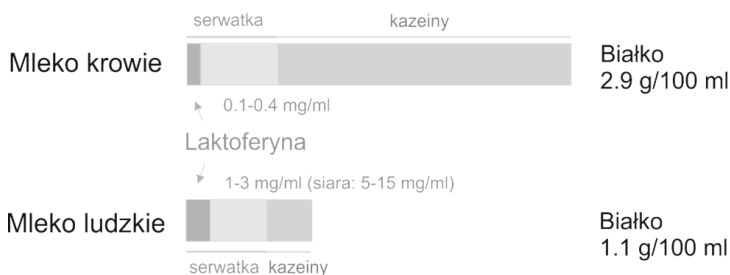 serwatka kazeiny
Mleko krowie
Białko
2.9 g/100 ml
0.1-0.4 mg/ml
Laktoferyna
1-3 mg/ml (siara: 5-15 mg/ml)
Mleko ludzkie
Białko
1.1 g/100 ml
serwatka kazeiny